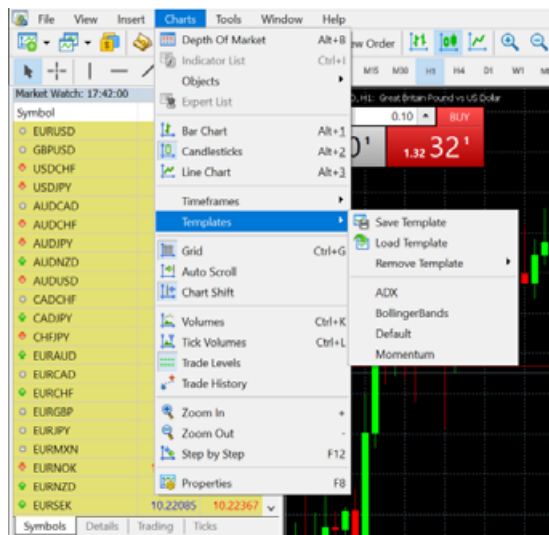 File View Insert Charts Tools Window Help
Depth Of Market Alt+B
ew Order
Indicator List Ctrl+I
M15 M30 H1 H4 D1 W1
Objects
Expert List
Market Watch: 17:42:00
H1: Great Britain Pound vs US Dollar
Symbol
0.10 BUY
1.32 32 1
EURUSD
GBPUSD
USDCHF
USDJPY
AUDCAD
AUDCHF
AUDJPY
AUDNZD
AUDUSD
CADCHF
CADJPY
CHFJPY
EURAUD
EURCAD
EURCHF
EURGBP
EURJPY
EURMXN
EURNOK
EURNZD
EURSEK 10.22085 10.22367
Bar Chart Alt+1
Candlesticks Alt+2
Line Chart Alt+3
Timeframes
Templates
Grid Ctrl+G
Auto Scroll
Chart Shift
Volumes Ctrl+K
Tick Volumes Ctrl+L
Trade Levels
Trade History
Zoom In +
Zoom Out -
Step by Step F12
Properties F8
Save Template
Load Template
Remove Template
ADX
BollingerBands
Default
Momentum
Symbols Details Trading Ticks